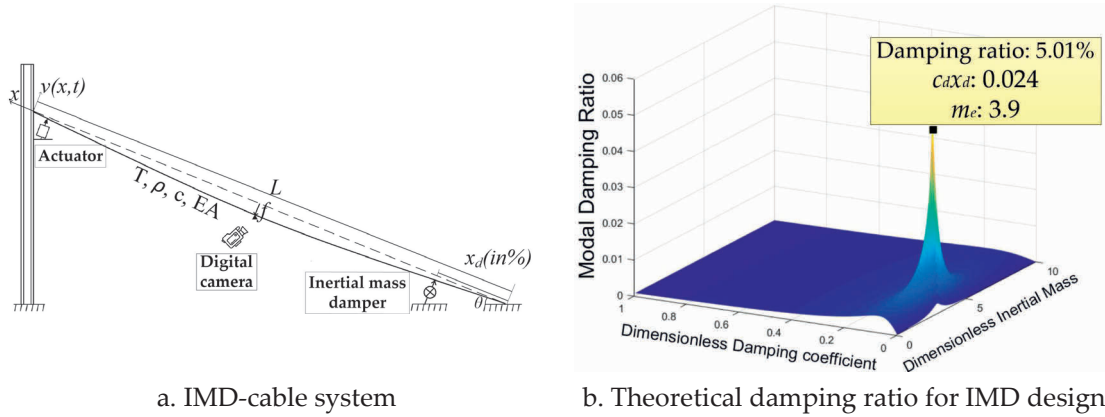 x
y(x,t)
Actuator
T, ρ, c, EA
L
f
Digital
camera
x_d(in%)
Inertial mass
damper
θ
a. IMD-cable system
Damping ratio: 5.01%
c_dx_d: 0.024
m_e: 3.9
Modal Damping Ratio
0.06
0.05
0.04
0.03
0.02
0.01
0
1
0.8
0.6
0.4
0.2
0
Dimensionless Damping coefficient
0
5
10
Dimensionless Inertial Mass
b. Theoretical damping ratio for IMD design